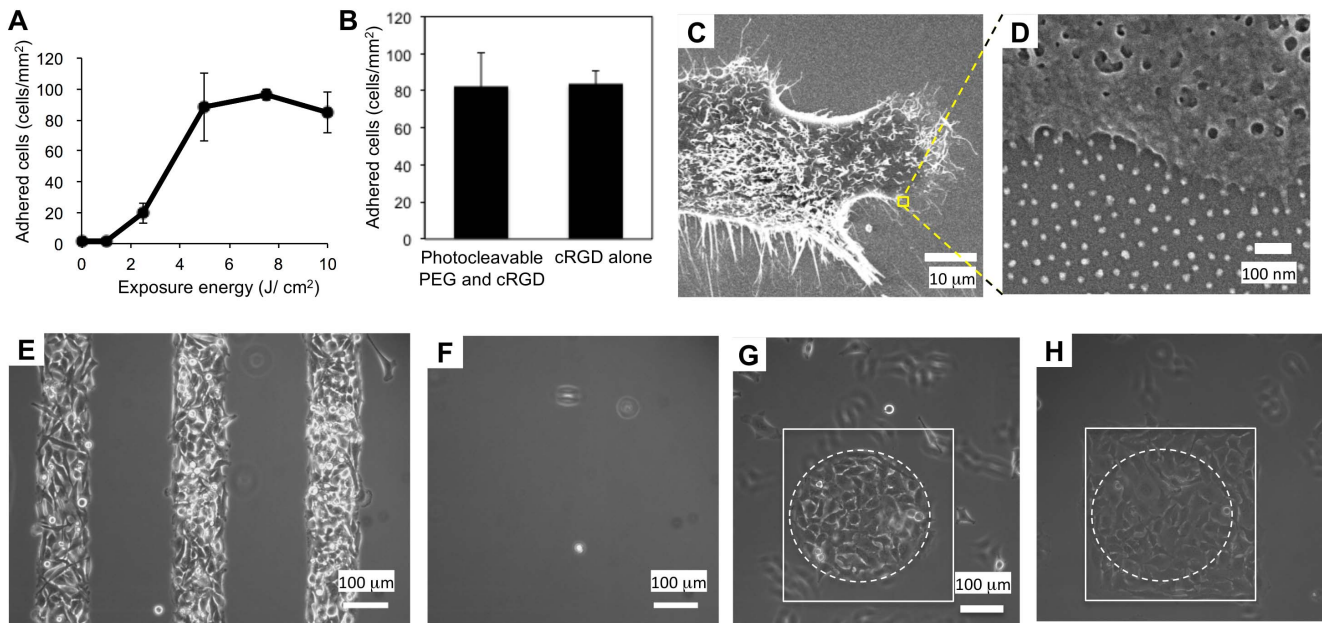 A
Adhered cells (cells/mm²)
120
100
80
60
40
20
0
0 2 4 6 8 10
Exposure energy (J/ cm²)
B
Adhered cells (cells/mm²)
120
100
80
60
40
20
0
Photocleavable
PEG and cRGD
cRGD alone
C
10 μm
D
100 nm
E
100 μm
F
100 μm
G
100 μm
H